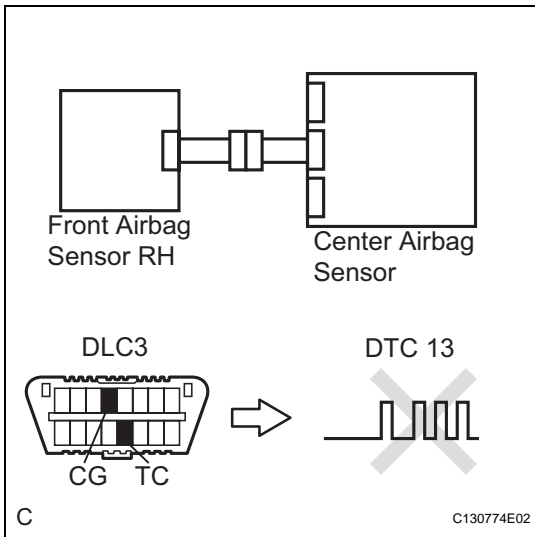 Front Airbag
Sensor RH
Center Airbag
Sensor
DLC3
DTC 13
CG TC
C
C130774E02